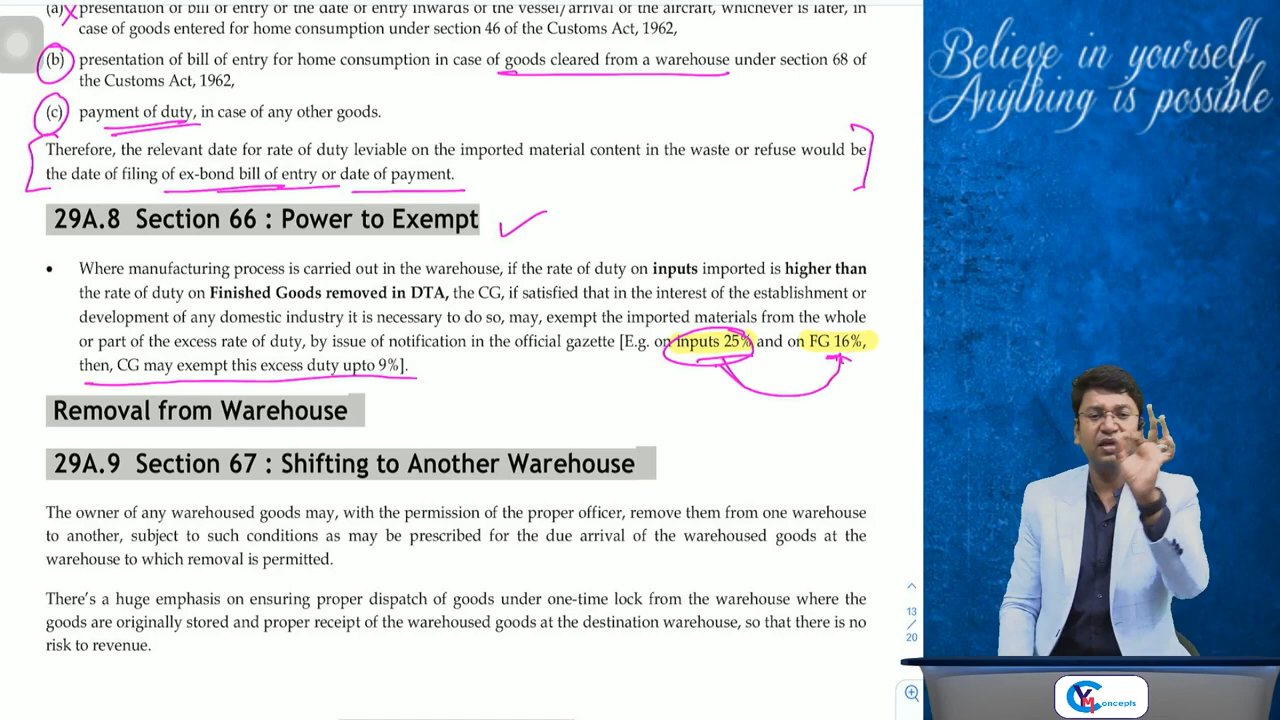 (a) presentation of bill of entry or the date of entry inwards of the vessel/arrival of the aircraft, whichever is later, in
case of goods entered for home consumption under section 46 of the Customs Act, 1962,
(b) presentation of bill of entry for home consumption in case of goods cleared from a warehouse under section 68 of
the Customs Act, 1962,
(c) payment of duty, in case of any other goods.
Therefore, the relevant date for rate of duty leviable on the imported material content in the waste or refuse would be
the date of filing of ex-bond bill of entry or date of payment.
29A.8 Section 66 : Power to Exempt
• Where manufacturing process is carried out in the warehouse, if the rate of duty on inputs imported is higher than
the rate of duty on Finished Goods removed in DTA, the CG, if satisfied that in the interest of the establishment or
development of any domestic industry it is necessary to do so, may, exempt the imported materials from the whole
or part of the excess rate of duty, by issue of notification in the official gazette [E.g. on inputs 25% and on FG 16%,
then, CG may exempt this excess duty upto 9%].
Removal from Warehouse
29A.9 Section 67 : Shifting to Another Warehouse
The owner of any warehoused goods may, with the permission of the proper officer, remove them from one warehouse
to another, subject to such conditions as may be prescribed for the due arrival of the warehoused goods at the
warehouse to which removal is permitted.
There's a huge emphasis on ensuring proper dispatch of goods under one-time lock from the warehouse where the
goods are originally stored and proper receipt of the warehoused goods at the destination warehouse, so that there is no
risk to revenue.
13
/
20
Believe in yourself
Anything is possible
YM Concepts